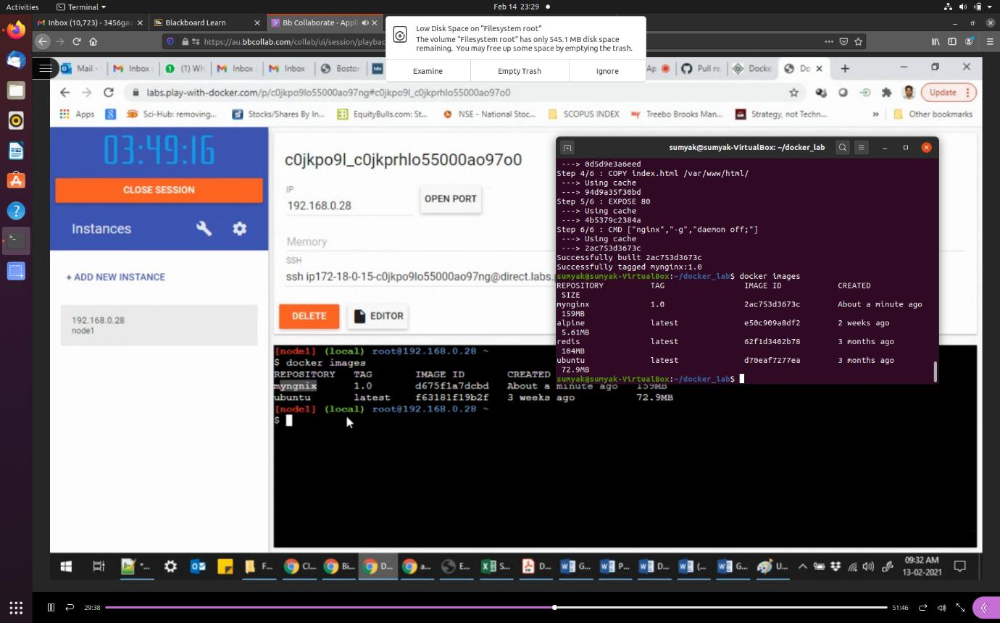 Activities
Terminal
Feb 14 23:29
Inbox (10,723) - 3456gau
Blackboard Learn
Bb Collaborate - Appli
https://au.bbcollab.com/collab/ui/session/playbac
Low Disk Space on “Filesystem root”
The volume “Filesystem root” has only 545.1 MB disk space
remaining. You may free up some space by emptying the trash.
Examine
Empty Trash
Ignore
Mail -
Inbox
(1) Wh
Inbox
Inbox
Bostor
tds
Ap
Pull re
Docke
Do
labs.play-with-docker.com/p/c0jkpo9lo55000ao97ng#c0jkpo9l_c0jkprhlo55000ao97o0
Update
Apps
Sci-Hub: removing...
Stocks/Shares By In...
EquityBulls.com: St...
NSE - National Stoc...
SCOPUS INDEX
Treebo Brooks Man...
Strategy, not Techn...
»
Other bookmarks
03:49:16
CLOSE SESSION
Instances
+ ADD NEW INSTANCE
192.168.0.28
node1
c0jkpo9l_c0jkprhlo55000ao97o0
IP
192.168.0.28
OPEN PORT
Memory
SSH
ssh ip172-18-0-15-c0jkpo9lo55000ao97ng@direct.labs.
DELETE
EDITOR
[node1] (local) root@192.168.0.28 ~
$ docker images
REPOSITORY TAG IMAGE ID CREATED
myngnix 1.0 d675f1a7dcbd About a minute ago 159MB
ubuntu latest f63181f19b2f 3 weeks ago 72.9MB
[node1] (local) root@192.168.0.28 ~
$
sumyak@sumyak-VirtualBox: ~/docker_lab
---> 0d5d9e3a6eed
Step 4/6 : COPY index.html /var/www/html/
---> Using cache
---> 94d9a35f30bd
Step 5/6 : EXPOSE 80
---> Using cache
---> 4b5379c2384a
Step 6/6 : CMD ["nginx","-g","daemon off;"]
---> Using cache
---> 2ac753d3673c
Successfully built 2ac753d3673c
Successfully tagged mynginx:1.0
sumyak@sumyak-VirtualBox:~/docker_lab$ docker images
REPOSITORY TAG IMAGE ID CREATED
SIZE
mynginx 1.0 2ac753d3673c About a minute ago
159MB
alpine latest e50c909a8df2 2 weeks ago
5.61MB
redis latest 62f1d3402b78 3 months ago
104MB
ubuntu latest d70eaf7277ea 3 months ago
72.9MB
sumyak@sumyak-VirtualBox:~/docker_lab$
F...
Cl...
Bi...
D...
a...
E...
S...
D...
G...
P...
D...
(...
G...
U...
09:32 AM
13-02-2021
29:38
51:46